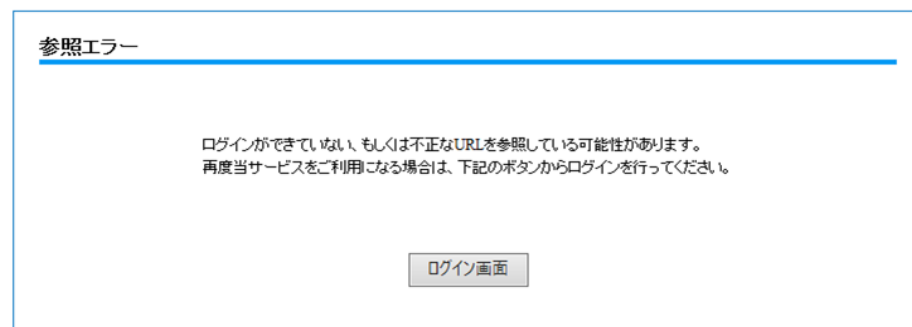 参照エラー
ログインができていない、もしくは不正なURLを参照している可能性があります。
再度当サービスをご利用になる場合は、下記のボタンからログインを行ってください。
ログイン画面